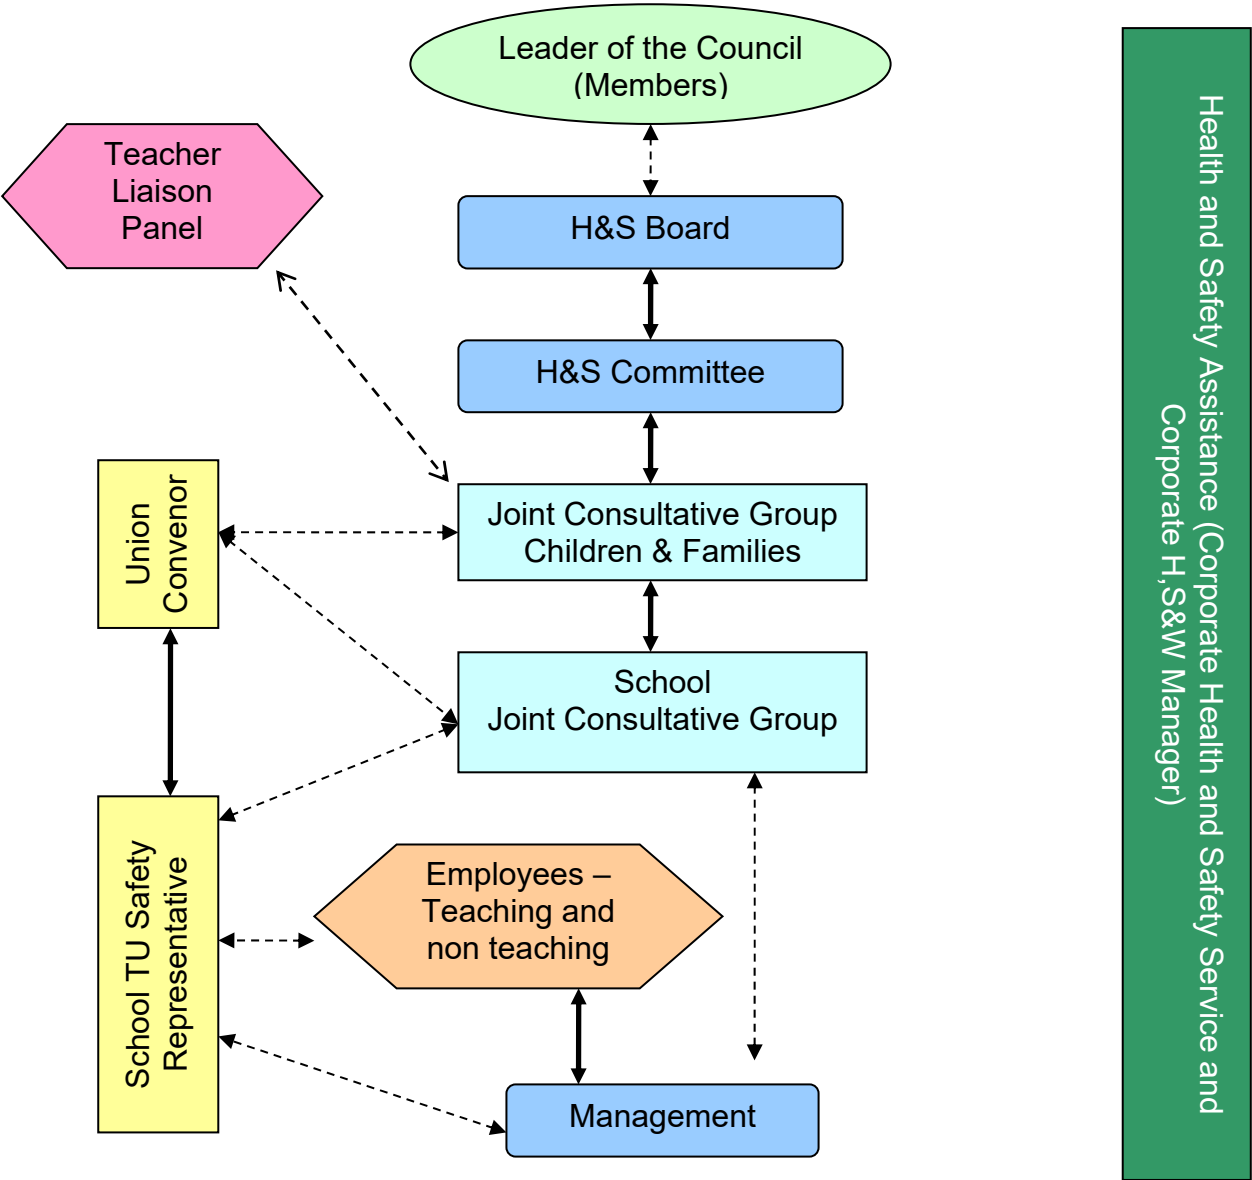 Leader of the Council
(Members)
Teacher
Liaison
Panel
H&S Board
H&S Committee
Union
Convenor
Joint Consultative Group
Children & Families
School
Joint Consultative Group
School TU Safety
Representative
Employees –
Teaching and
non teaching
Management
Health and Safety Assistance (Corporate Health and Safety Service and
Corporate H,S&W Manager)